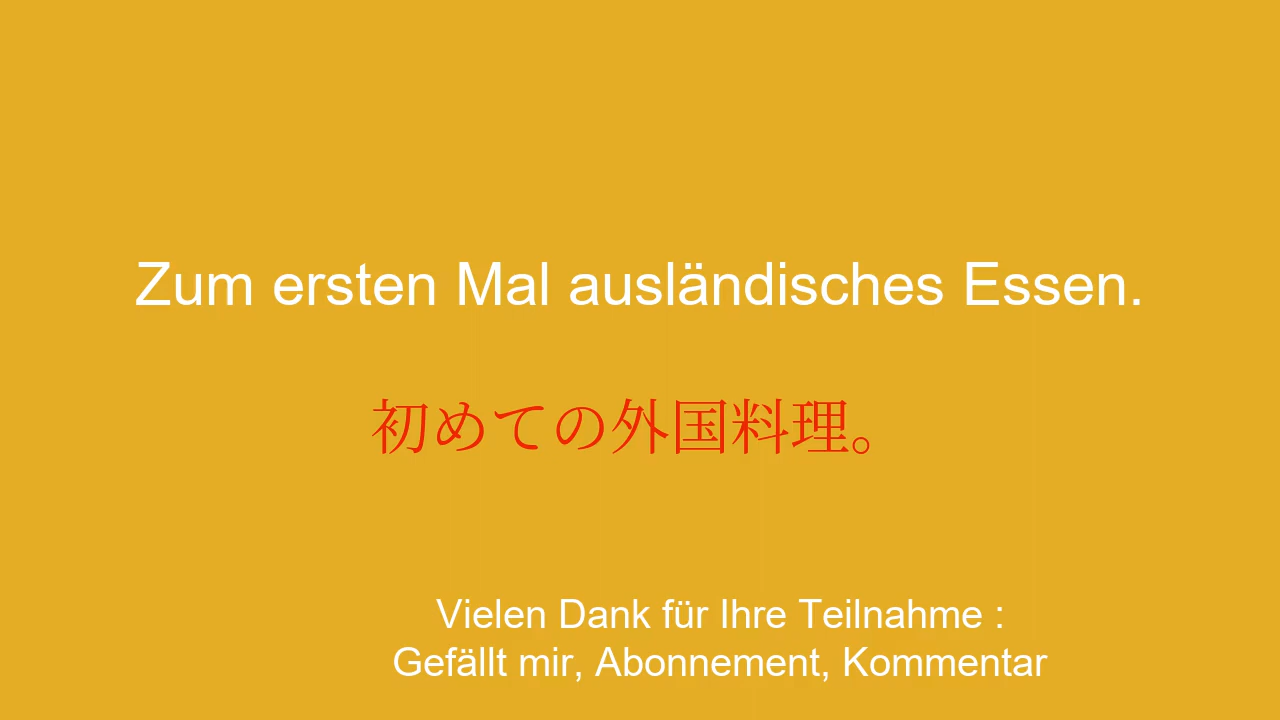 Zum ersten Mal ausländisches Essen.
初めての外国料理。
Vielen Dank für Ihre Teilnahme :
Gefällt mir, Abonnement, Kommentar